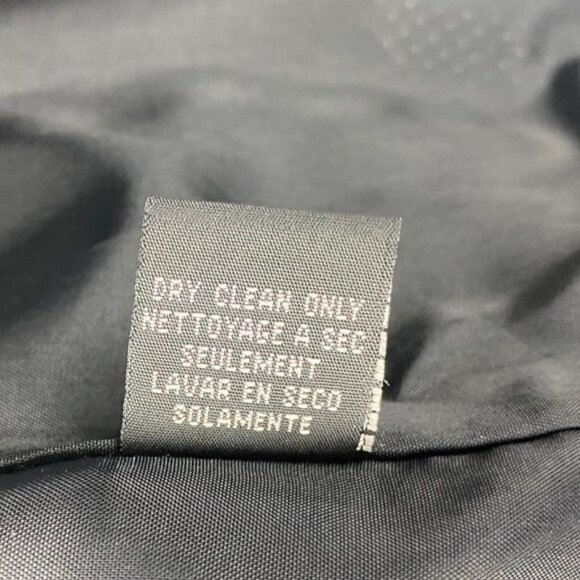 DRY CLEAN ONLY
NETTOYAGE A SEC
SEULEMENT
LAVAR EN SECO
SOLAMENTE